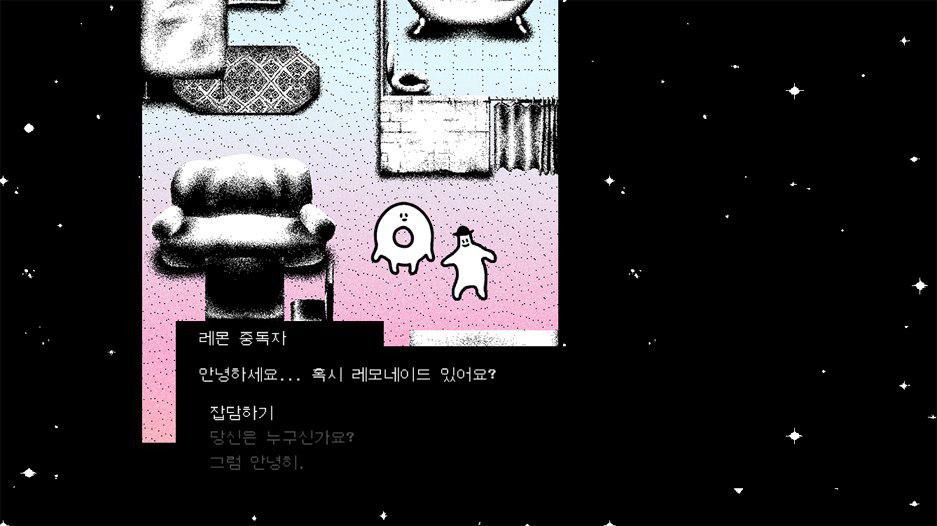 레몬 중독자
안녕하세요... 혹시 레모네이드 있어요?
잡담하기
당신은 누구신가요?
그럼 안녕히.